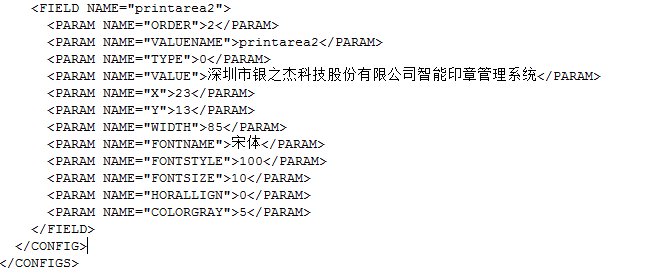 <FIELD NAME="printarea2">
<PARAM NAME="ORDER">2</PARAM>
<PARAM NAME="VALUENAME">printarea2</PARAM>
<PARAM NAME="TYPE">0</PARAM>
<PARAM NAME="VALUE">深圳市银之杰科技股份有限公司智能印章管理系统</PARAM>
<PARAM NAME="X">23</PARAM>
<PARAM NAME="Y">13</PARAM>
<PARAM NAME="WIDTH">85</PARAM>
<PARAM NAME="FONTNAME">宋体</PARAM>
<PARAM NAME="FONTSTYLE">100</PARAM>
<PARAM NAME="FONTSIZE">10</PARAM>
<PARAM NAME="HORALLIGN">0</PARAM>
<PARAM NAME="COLORGRAY">5</PARAM>
</FIELD>
</CONFIG>
</CONFIGS>